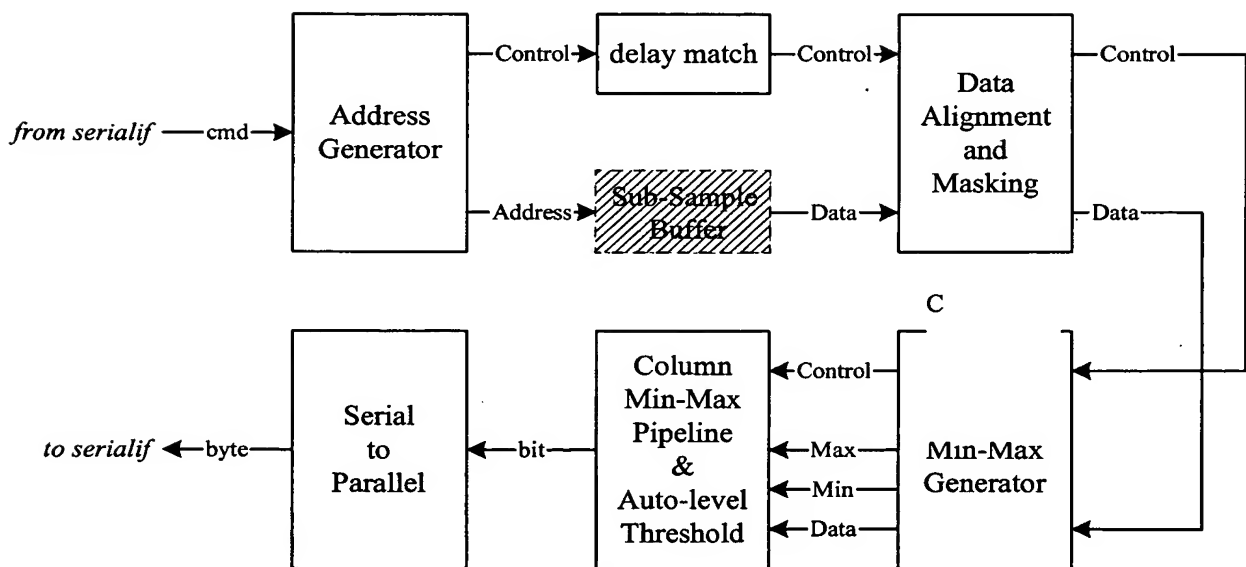 from serialif
cmd
Address
Generator
Control
delay match
Control
Data
Alignment
and
Masking
Control
Address
Sub-Sample
Buffer
Data
Data
C
to serialif
byte
Serial
to
Parallel
bit
Column
Min-Max
Pipeline
&
Auto-level
Threshold
Control
Max
Min
Data
Min-Max
Generator